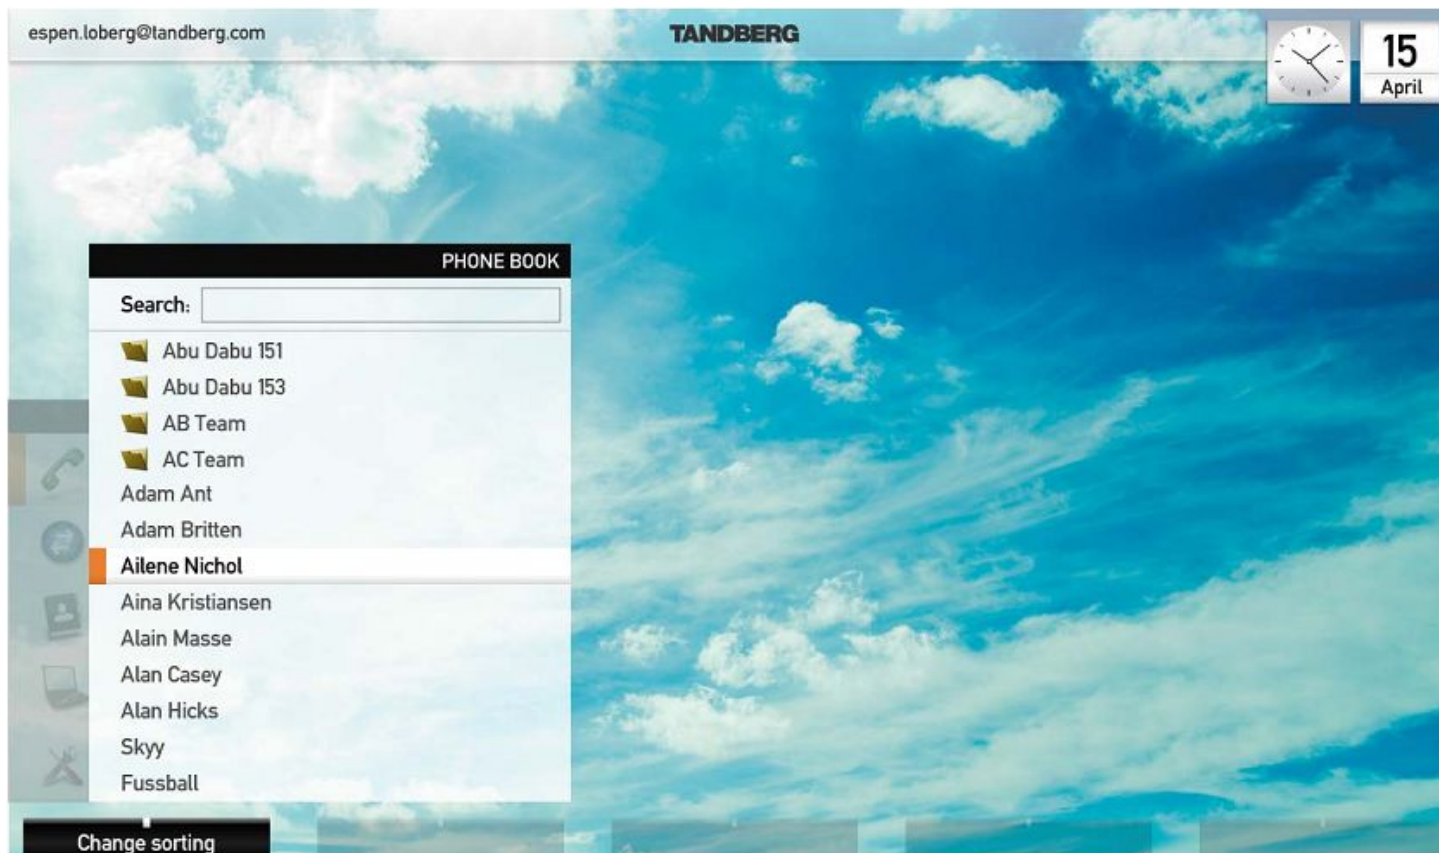 espen.loberg@tandberg.com
TANDBERG
15
April
PHONE BOOK
Search:
Abu Dabu 151
Abu Dabu 153
AB Team
AC Team
Adam Ant
Adam Britten
Ailene Nichol
Aina Kristiansen
Alain Masse
Alan Casey
Alan Hicks
Skyy
Fussball
Change sorting